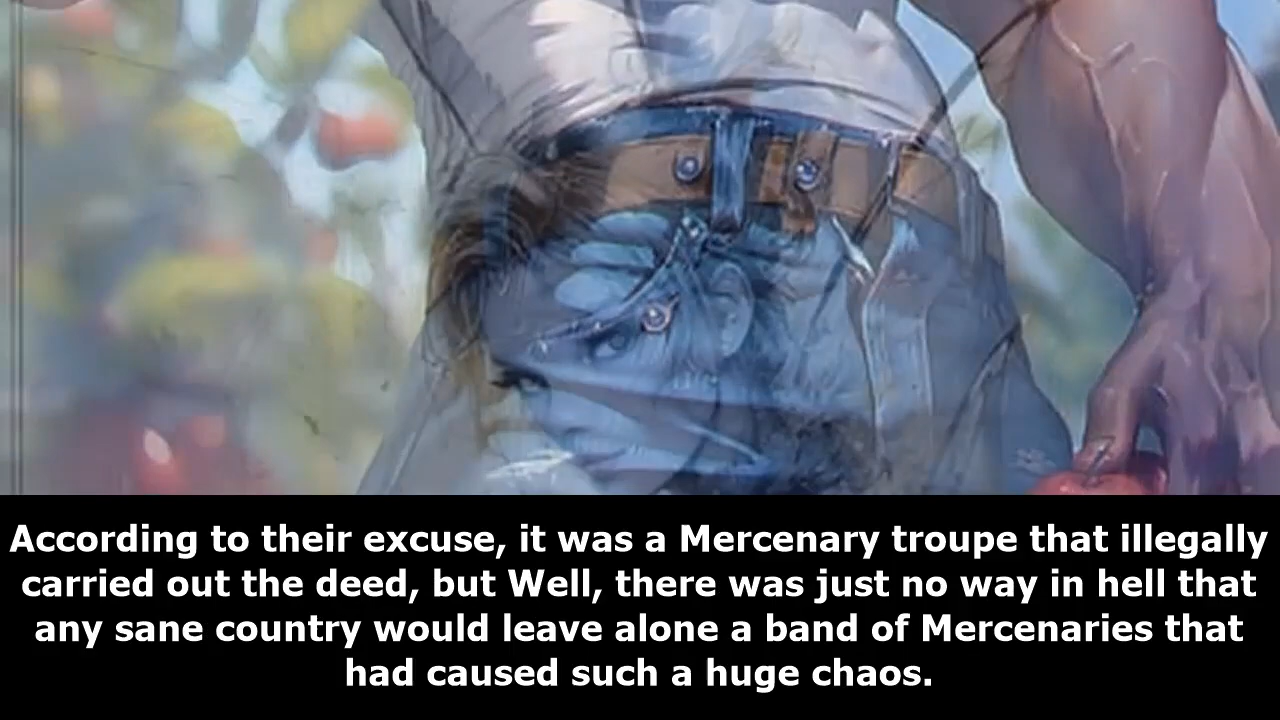 According to their excuse, it was a Mercenary troupe that illegally
carried out the deed, but Well, there was just no way in hell that
any sane country would leave alone a band of Mercenaries that
had caused such a huge chaos.